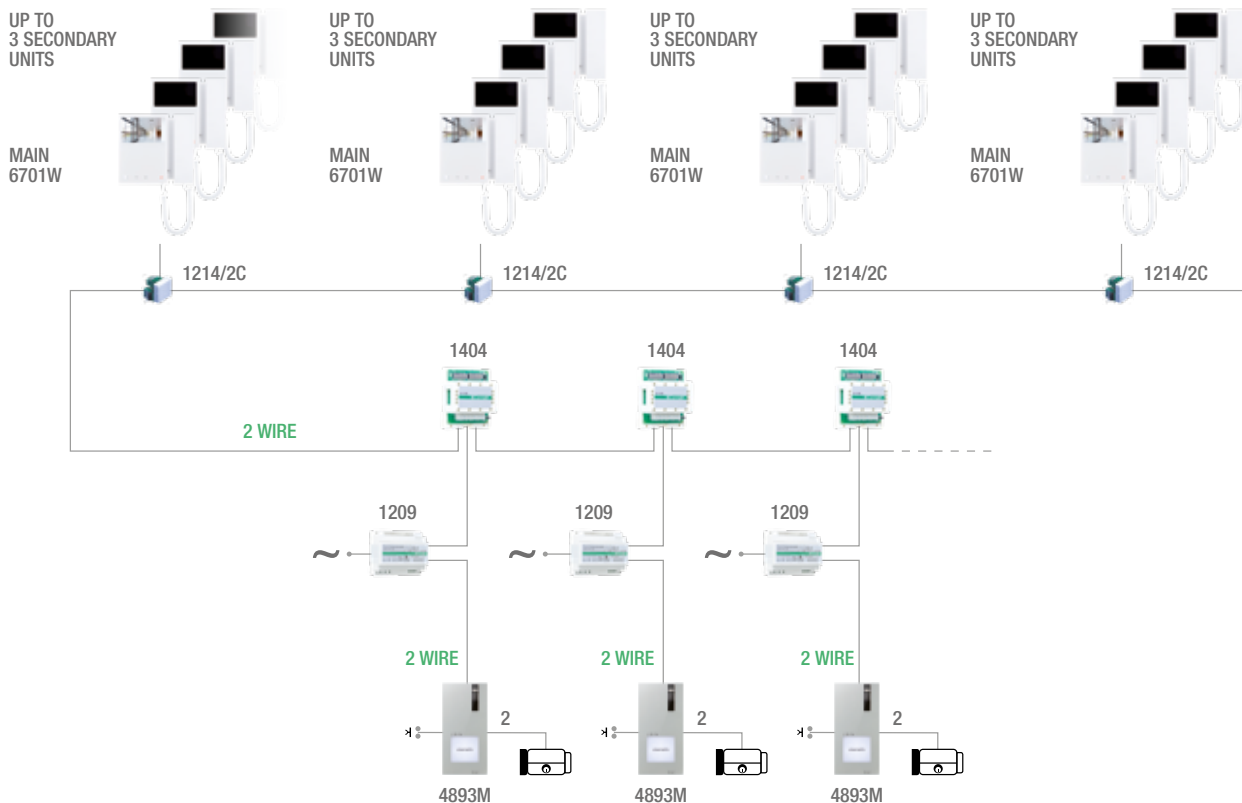 UP TO
3 SECONDARY
UNITS
UP TO
3 SECONDARY
UNITS
UP TO
3 SECONDARY
UNITS
UP TO
3 SECONDARY
UNITS
MAIN
6701W
MAIN
6701W
MAIN
6701W
MAIN
6701W
1214/2C
1214/2C
1214/2C
1214/2C
1404
1404
1404
2 WIRE
1209
1209
1209
2 WIRE
2 WIRE
2 WIRE
2
2
2
4893M
4893M
4893M